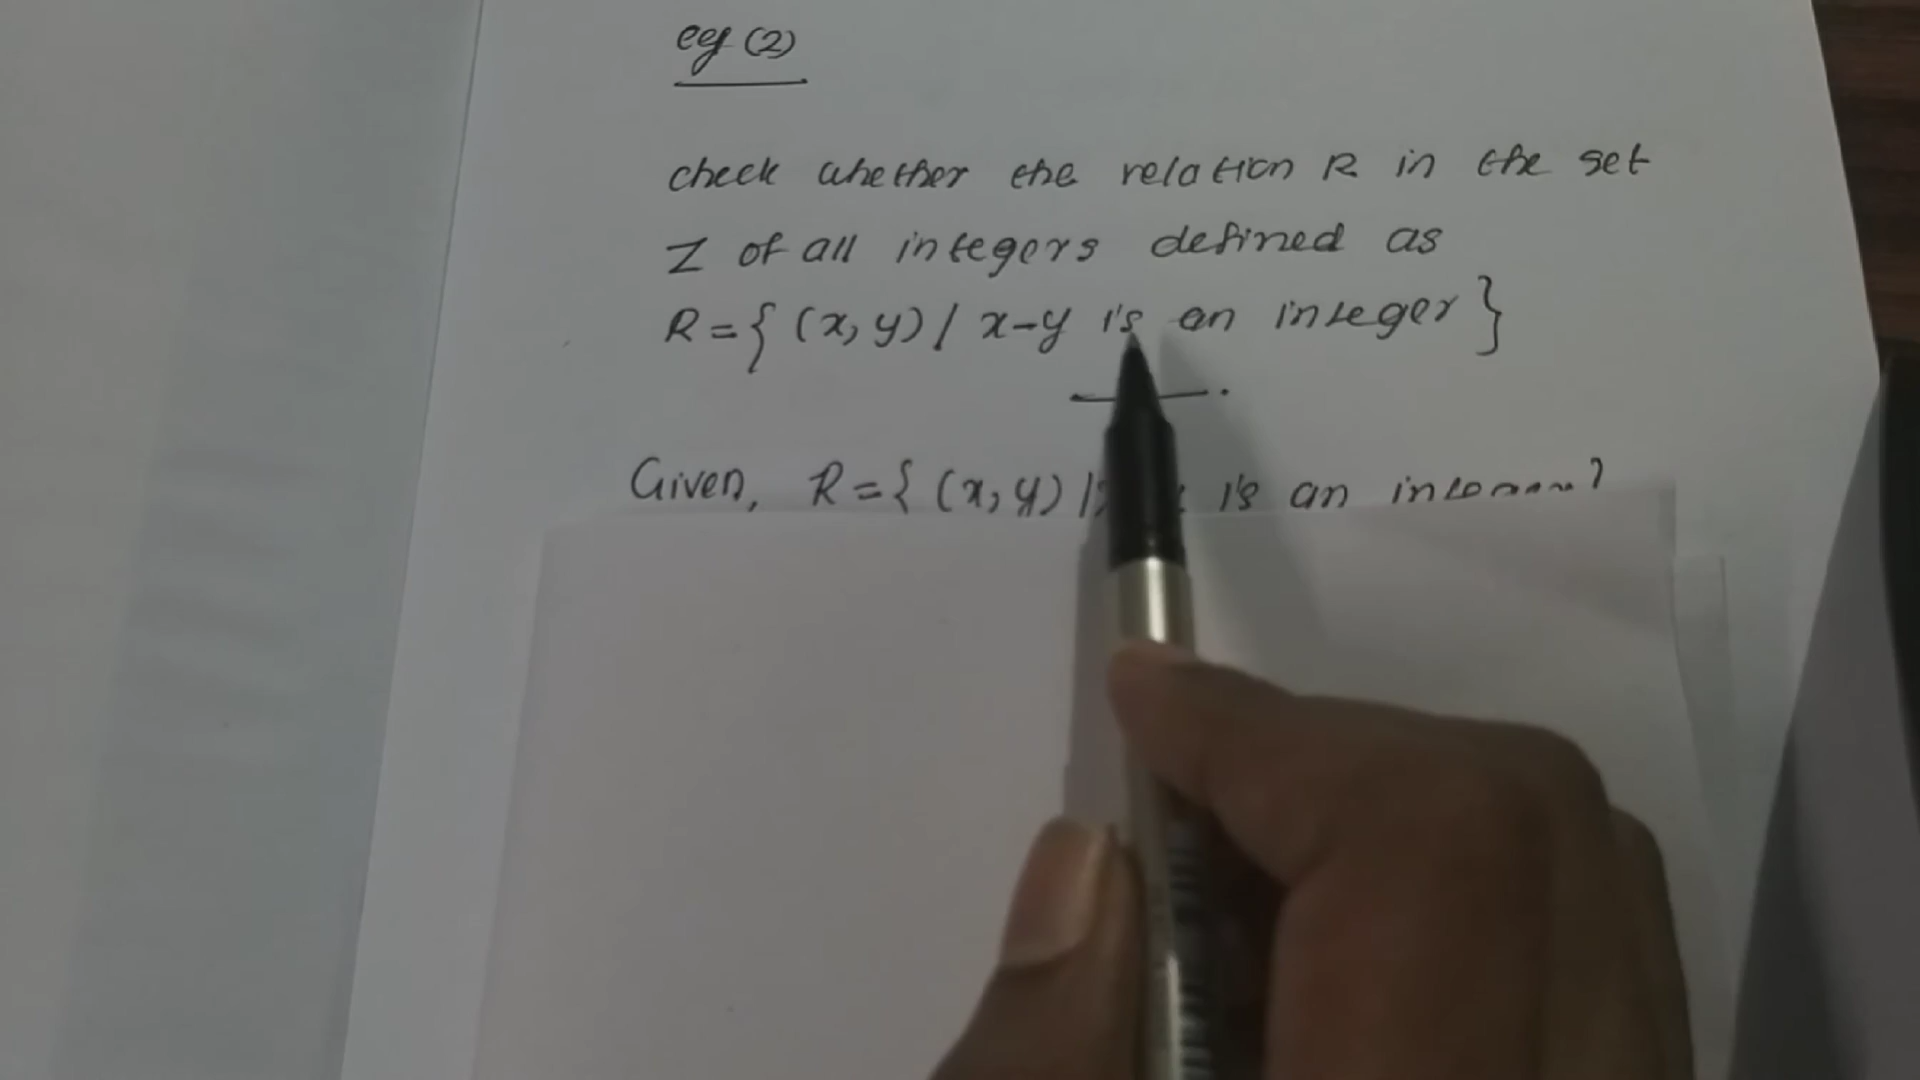 eg (2)
check whether the relation R in the set
Z of all integers defined as
R = { (x, y) / x-y is an integer }
Given, R = { (x, y) | is an